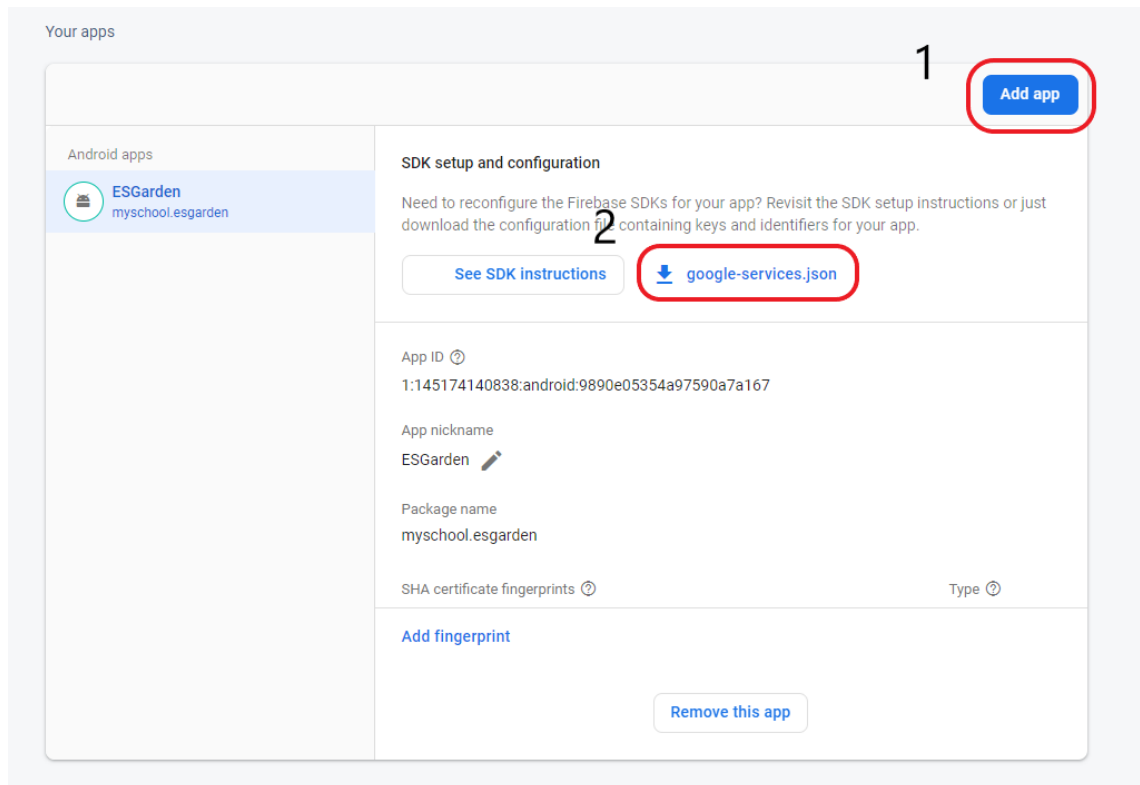 Your apps
1
Add app
Android apps
ESGarden
myschool.esgarden
SDK setup and configuration
Need to reconfigure the Firebase SDKs for your app? Revisit the SDK setup instructions or just
download the configuration file containing keys and identifiers for your app.
2
See SDK instructions
google-services.json
App ID
1:145174140838:android:9890e05354a97590a7a167
App nickname
ESGarden
Package name
myschool.esgarden
SHA certificate fingerprints
Type
Add fingerprint
Remove this app